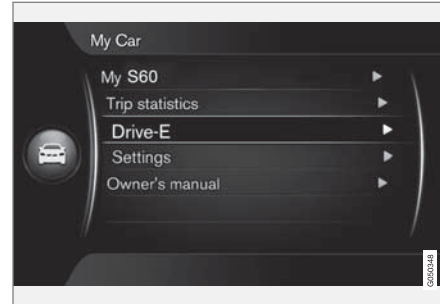 My Car
My S60
Trip statistics
Drive-E
Settings
Owner's manual
G050348